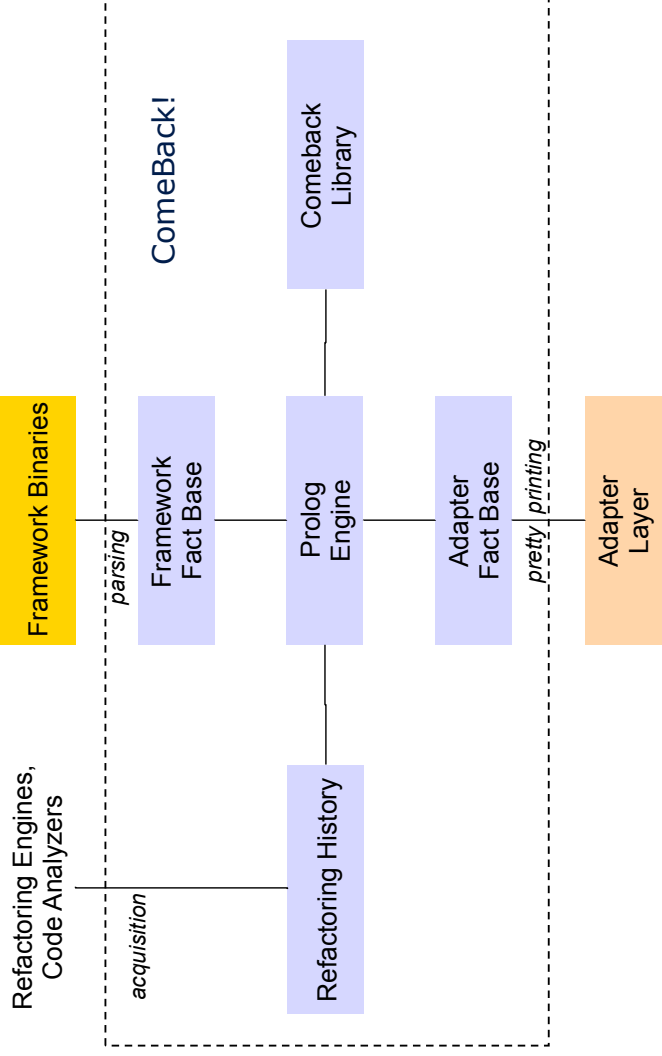 Refactoring Engines,
Code Analyzers
Framework Binaries
acquisition
parsing
ComeBack!
Framework
Fact Base
Refactoring History
Prolog
Engine
Comeback
Library
Adapter
Fact Base
pretty printing
Adapter
Layer